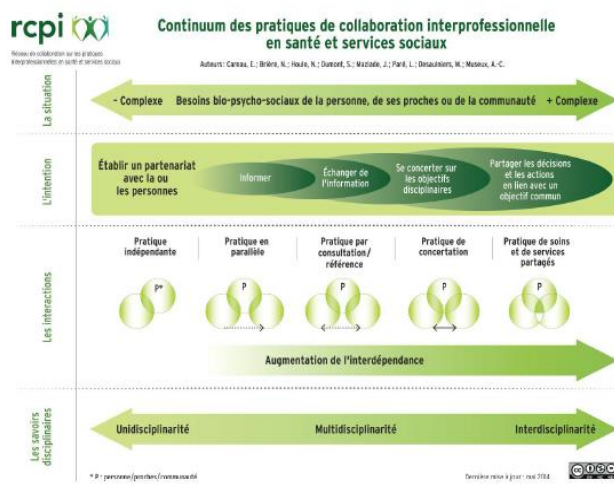 rcpi
Réseau de collaboration sur les pratiques
interprofessionnelles en santé et services sociaux
Continuum des pratiques de collaboration interprofessionnelle
en santé et services sociaux
Auteurs: Careau, E.; Brière, N.; Houle, N.; Dumont, S.; Maziade, J.; Paré, L.; Desaulniers, M.; Museux, A.-C.
La situation
- Complexe Besoins bio-psycho-sociaux de la personne, de ses proches ou de la communauté + Complexe
L'intention
Établir un partenariat
avec la ou
les personnes
Informer
Échanger de
l'information
Se concerter sur
les objectifs
disciplinaires
Partager les décisions
et les actions
en lien avec un
objectif commun
Les interactions
Pratique
indépendante
P*
Pratique en
parallèle
P
Pratique par
consultation/
référence
P
Pratique de
concertation
P
Pratique de soins
et de services
partagés
P
Augmentation de l'interdépendance
Les savoirs
disciplinaires
Unidisciplinarité Multidisciplinarité Interdisciplinarité
* P : personne/proches/communauté
Dernière mise à jour : mai 2014